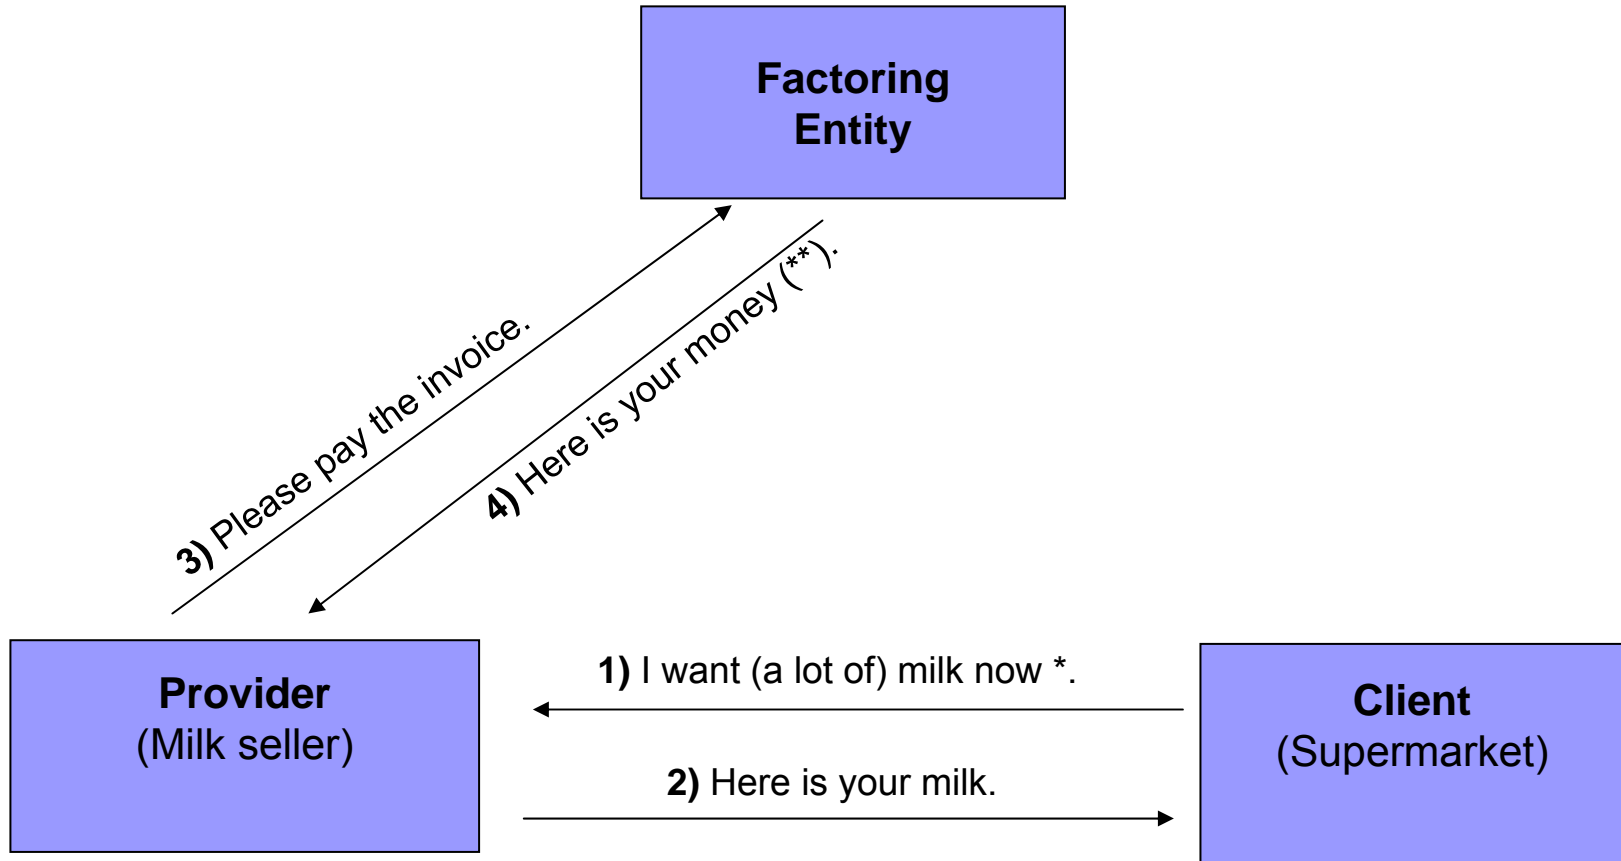 Factoring
Entity
3) Please pay the invoice.
4) Here is your money (**).
Provider
(Milk seller)
1) I want (a lot of) milk now *.
2) Here is your milk.
Client
(Supermarket)